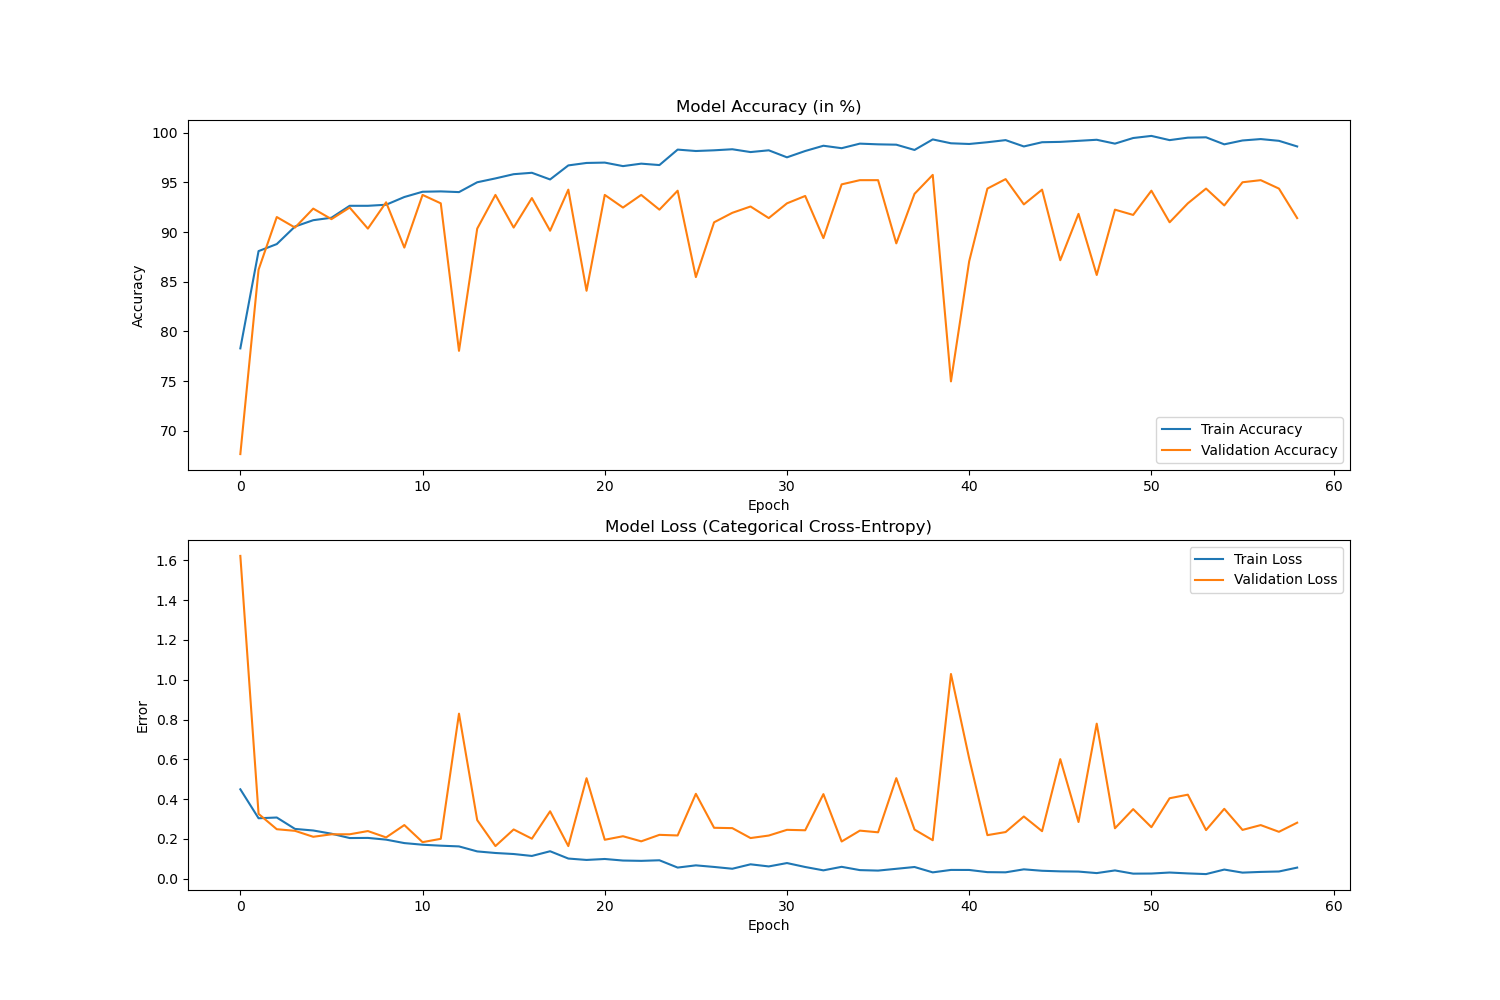 Model Accuracy (in %)
100
95
90
85
80
75
70
Accuracy
Train Accuracy
Validation Accuracy
0 10 20 30 40 50 60
Epoch
Model Loss (Categorical Cross-Entropy)
1.6
1.4
1.2
1.0
0.8
0.6
0.4
0.2
0.0
Error
Train Loss
Validation Loss
0 10 20 30 40 50 60
Epoch